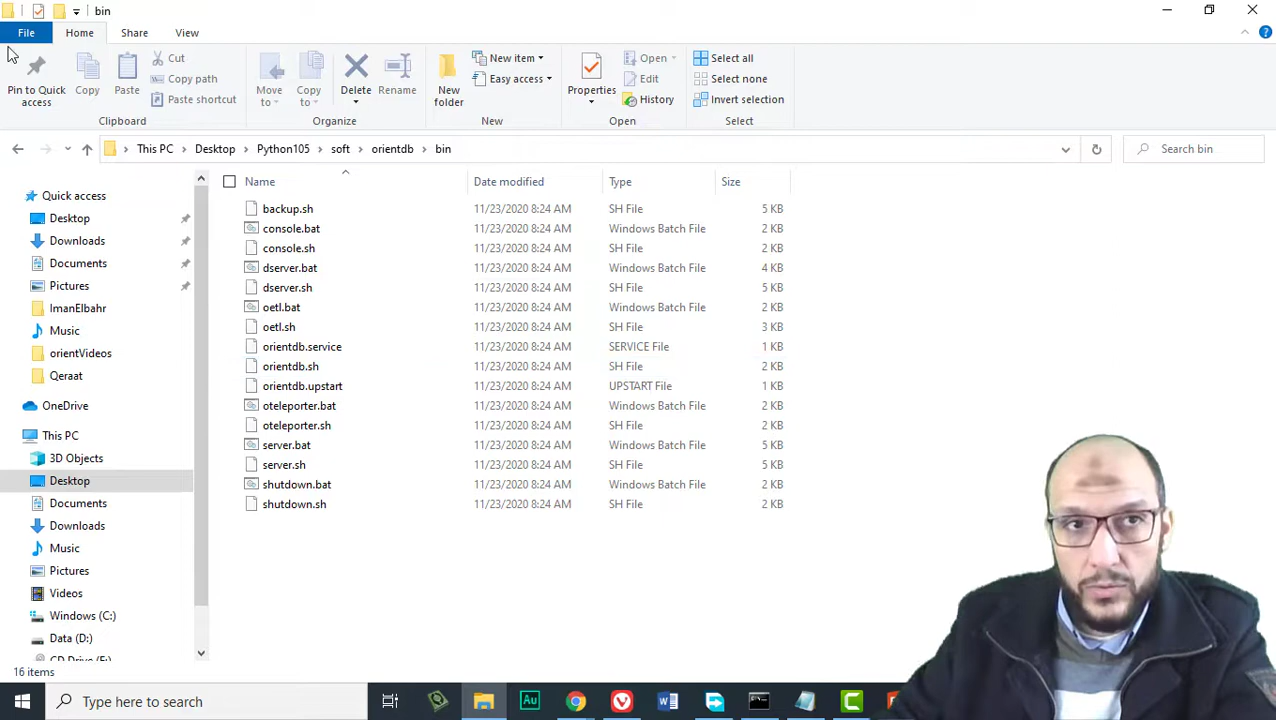 bin
File Home Share View
Pin to Quick access
Copy
Paste
Cut
Copy path
Paste shortcut
Clipboard
Move to
Copy to
Delete
Rename
Organize
New folder
New item
Easy access
New
Properties
Open
Edit
History
Open
Select all
Select none
Invert selection
Select
This PC Desktop Python105 soft orientdb bin
Search bin
Name Date modified Type Size
backup.sh 11/23/2020 8:24 AM SH File 5 KB
console.bat 11/23/2020 8:24 AM Windows Batch File 2 KB
console.sh 11/23/2020 8:24 AM SH File 2 KB
dserver.bat 11/23/2020 8:24 AM Windows Batch File 4 KB
dserver.sh 11/23/2020 8:24 AM SH File 5 KB
oetl.bat 11/23/2020 8:24 AM Windows Batch File 2 KB
oetl.sh 11/23/2020 8:24 AM SH File 3 KB
orientdb.service 11/23/2020 8:24 AM SERVICE File 1 KB
orientdb.sh 11/23/2020 8:24 AM SH File 2 KB
orientdb.upstart 11/23/2020 8:24 AM UPSTART File 1 KB
oteleporter.bat 11/23/2020 8:24 AM Windows Batch File 2 KB
oteleporter.sh 11/23/2020 8:24 AM SH File 2 KB
server.bat 11/23/2020 8:24 AM Windows Batch File 5 KB
server.sh 11/23/2020 8:24 AM SH File 5 KB
shutdown.bat 11/23/2020 8:24 AM Windows Batch File 2 KB
shutdown.sh 11/23/2020 8:24 AM SH File 2 KB
Quick access
Desktop
Downloads
Documents
Pictures
ImanElbahr
Music
orientVideos
Qeraat
OneDrive
This PC
3D Objects
Desktop
Documents
Downloads
Music
Pictures
Videos
Windows (C:)
Data (D:)
16 items
Type here to search
Au